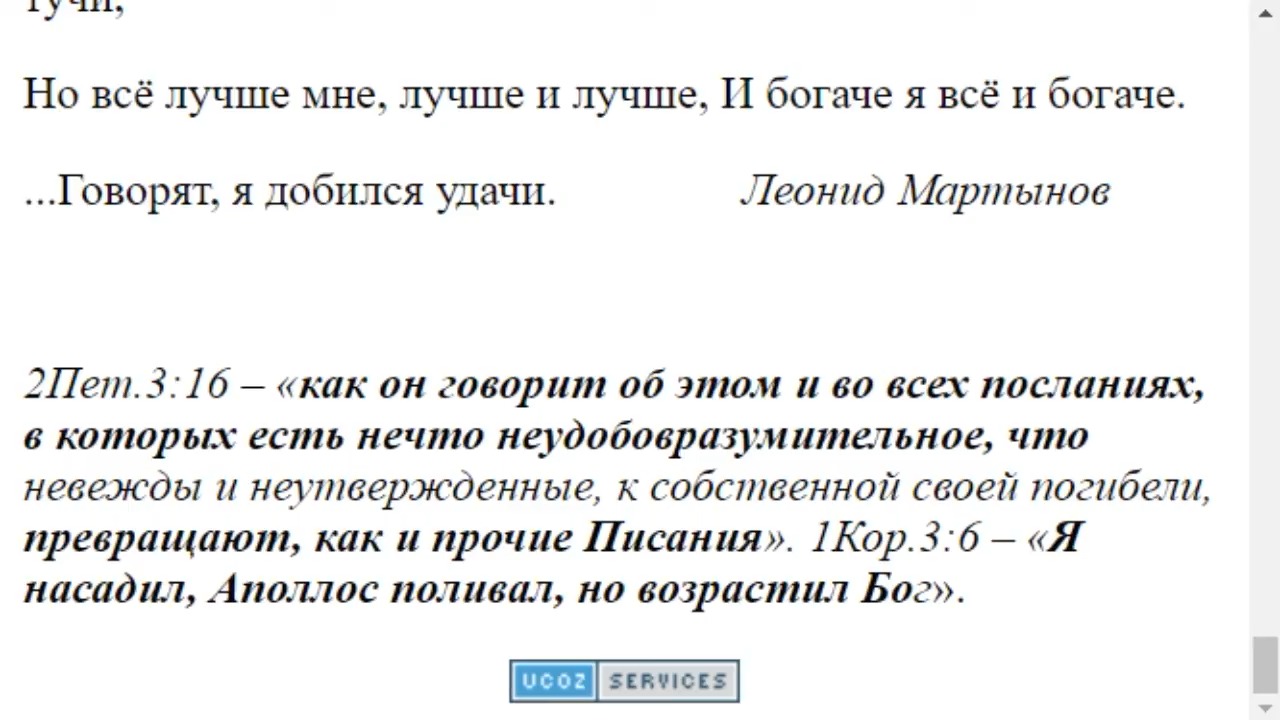 тучи,
Но всё лучше мне, лучше и лучше, И богаче я всё и богаче.
...Говорят, я добился удачи. Леонид Мартынов
2Пет.3:16 – «как он говорит об этом и во всех посланиях,
в которых есть нечто неудобовразумительное, что
невежды и неутвержденные, к собственной своей погибели,
превращают, как и прочие Писания». 1Кор.3:6 – «Я
насадил, Аполлос поливал, но возрастил Бог».
UCOZ SERVICES